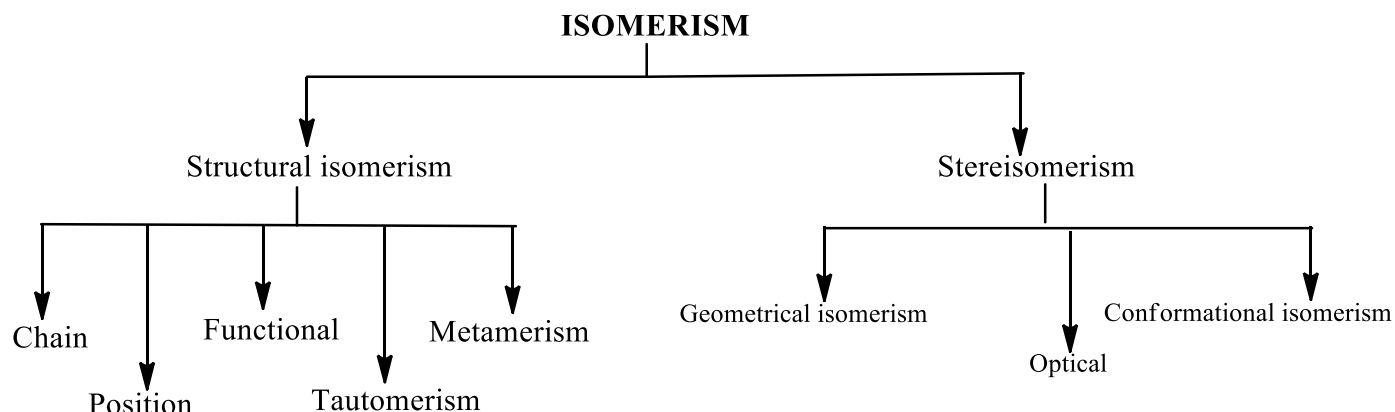 ISOMERISM
Structural isomerism
Stereisomerism
Chain
Position
Functional
Tautomerism
Metamerism
Geometrical isomerism
Optical
Conformational isomerism